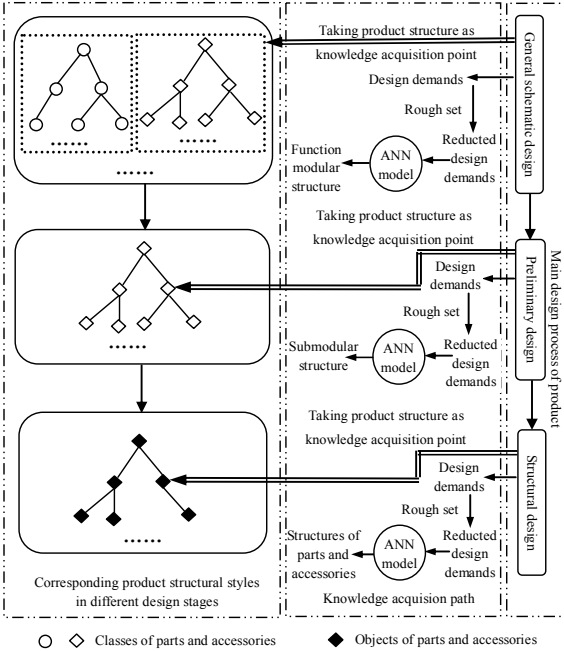 Taking product structure as
knowledge acquisition point
Design demands
Rough set
Reducted
design
demands
ANN
model
Function
modular
structure
General schematic design
......
......
......
Taking product structure as
knowledge acquisition point
Design
demands
Rough set
Reducted
design
demands
ANN
model
Submodular
structure
Preliminary design
Main design process of product
......
Taking product structure as
knowledge acquisition point
Design
demands
Rough set
Reducted
design
demands
ANN
model
Structures of
parts and
accessories
Structural design
......
Corresponding product structural styles
in different design stages
Knowledge acquision path
Classes of parts and accessories
Objects of parts and accessories